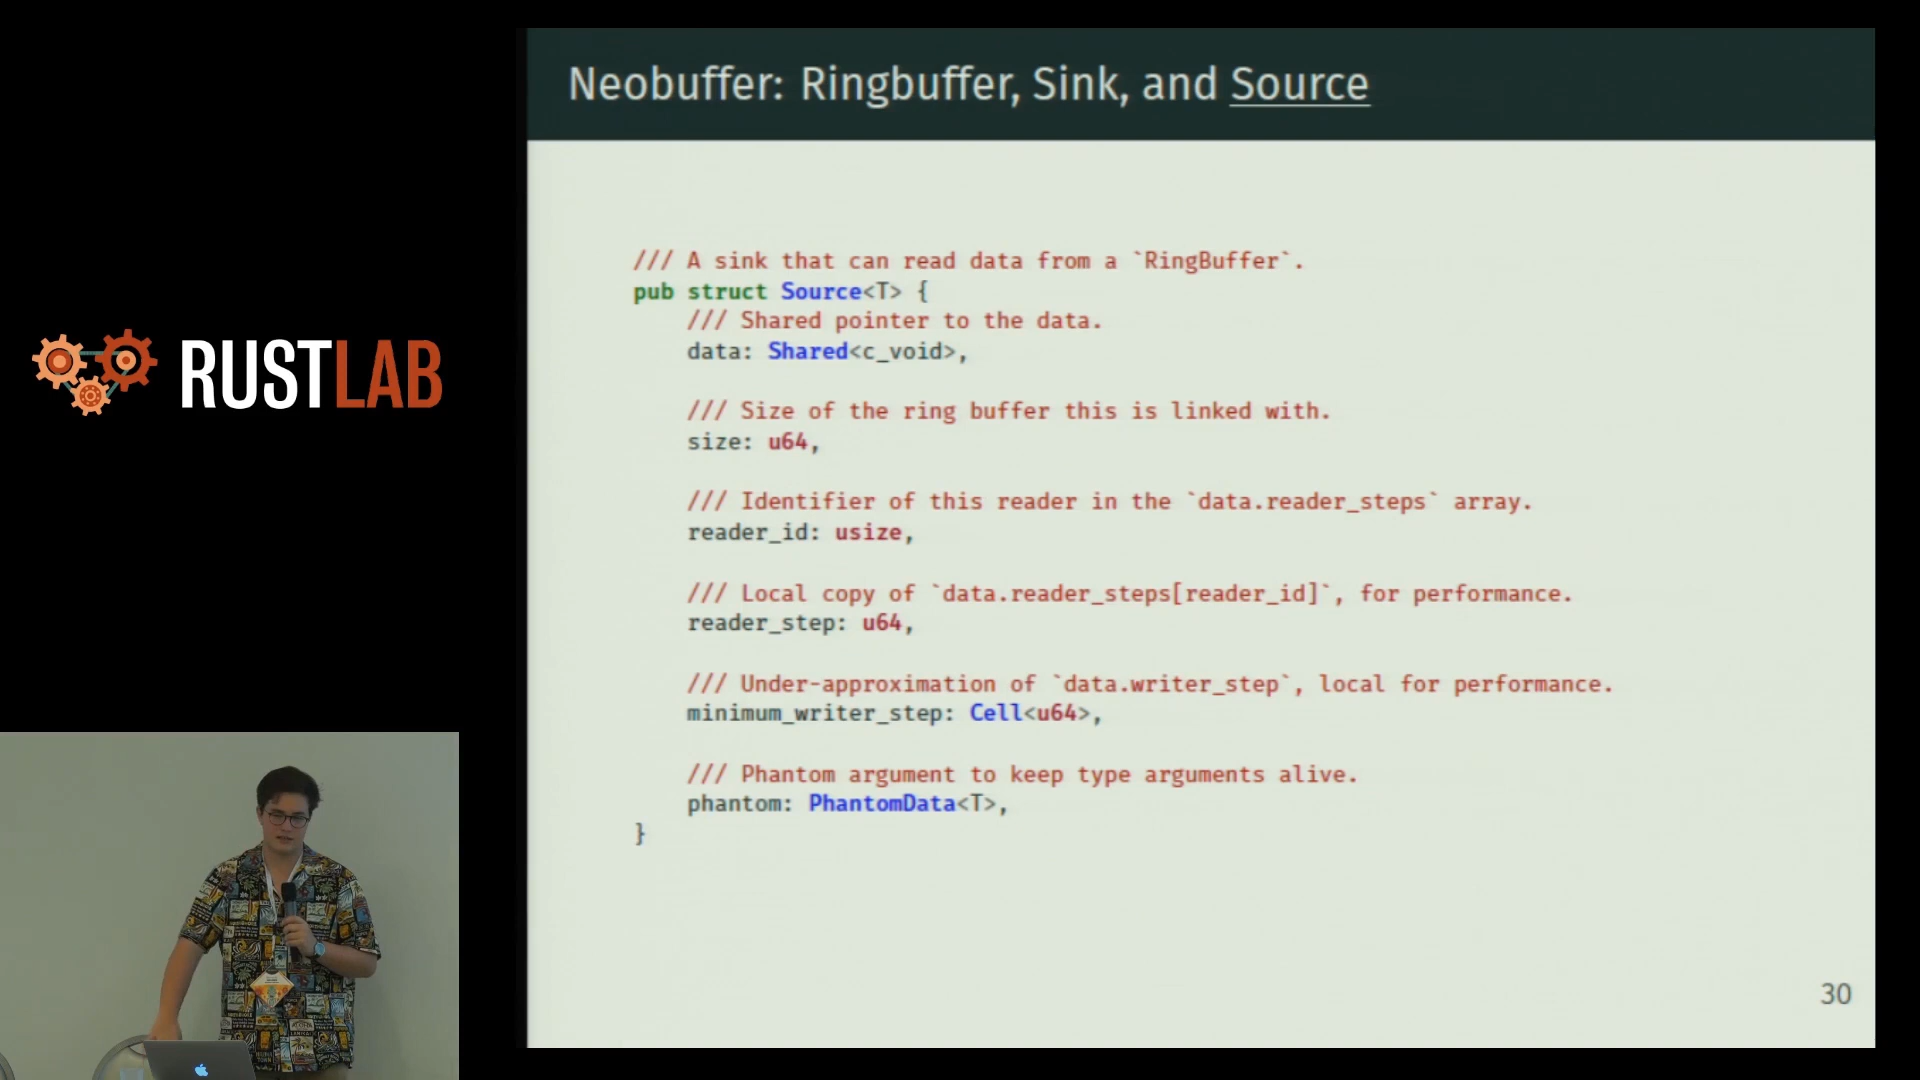 RUSTLAB
Neobuffer: Ringbuffer, Sink, and Source
/// A sink that can read data from a `RingBuffer`.
pub struct Source<T> {
/// Shared pointer to the data.
data: Shared<c_void>,
/// Size of the ring buffer this is linked with.
size: u64,
/// Identifier of this reader in the `data.reader_steps` array.
reader_id: usize,
/// Local copy of `data.reader_steps[reader_id]`, for performance.
reader_step: u64,
/// Under-approximation of `data.writer_step`, local for performance.
minimum_writer_step: Cell<u64>,
/// Phantom argument to keep type arguments alive.
phantom: PhantomData<T>,
}
30